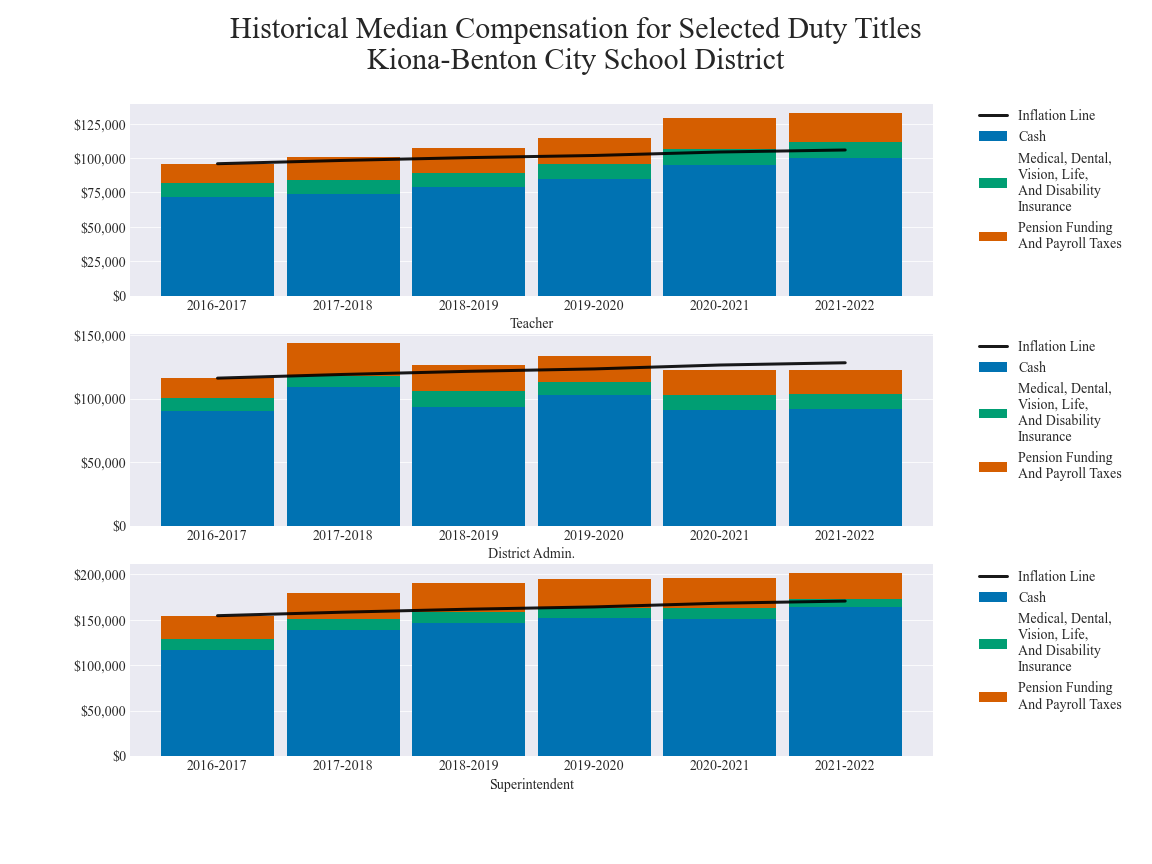 Historical Median Compensation for Selected Duty Titles
Kiona-Benton City School District
$125,000
$100,000
$75,000
$50,000
$25,000
$0
2016-2017
2017-2018
2018-2019
2019-2020
2020-2021
2021-2022
Teacher
Inflation Line
Cash
Medical, Dental,
Vision, Life,
And Disability
Insurance
Pension Funding
And Payroll Taxes
$150,000
$100,000
$50,000
$0
2016-2017
2017-2018
2018-2019
2019-2020
2020-2021
2021-2022
District Admin.
Inflation Line
Cash
Medical, Dental,
Vision, Life,
And Disability
Insurance
Pension Funding
And Payroll Taxes
$200,000
$150,000
$100,000
$50,000
$0
2016-2017
2017-2018
2018-2019
2019-2020
2020-2021
2021-2022
Superintendent
Inflation Line
Cash
Medical, Dental,
Vision, Life,
And Disability
Insurance
Pension Funding
And Payroll Taxes